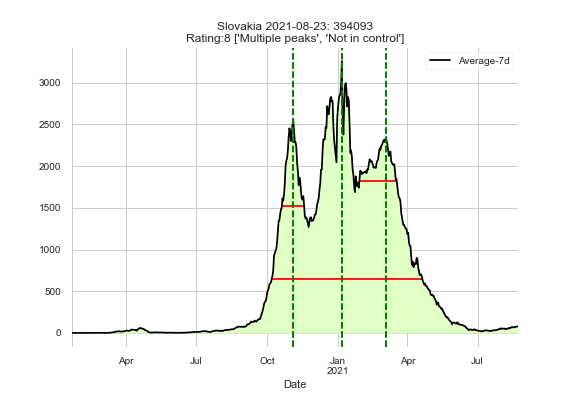 Slovakia 2021-08-23: 394093
Rating:8 ['Multiple peaks', 'Not in control']
Average-7d
3000
2500
2000
1500
1000
500
0
Apr Jul Oct Jan Apr Jul
2021
Date